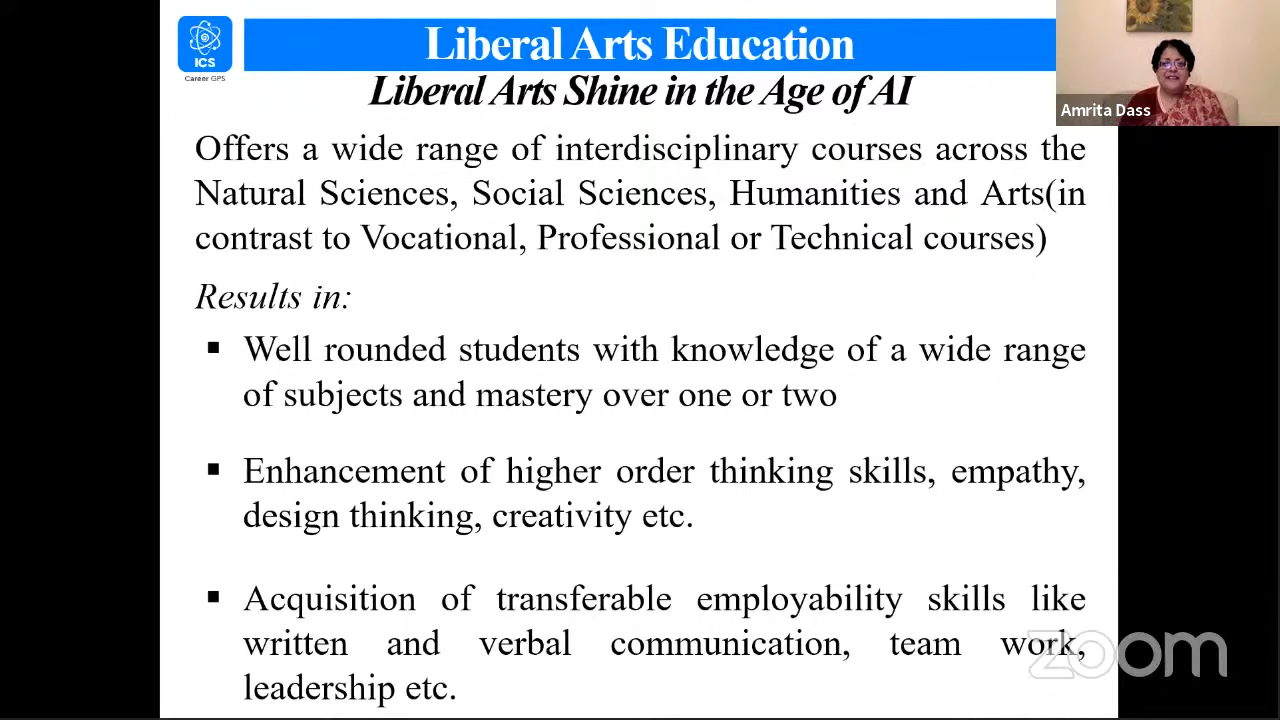 ICS
Career GPS
Liberal Arts Education
Liberal Arts Shine in the Age of AI
Amrita Dass
Offers a wide range of interdisciplinary courses across the
Natural Sciences, Social Sciences, Humanities and Arts(in
contrast to Vocational, Professional or Technical courses)
Results in:
▪ Well rounded students with knowledge of a wide range
of subjects and mastery over one or two
▪ Enhancement of higher order thinking skills, empathy,
design thinking, creativity etc.
▪ Acquisition of transferable employability skills like
written and verbal communication, team work,
leadership etc.
zoom